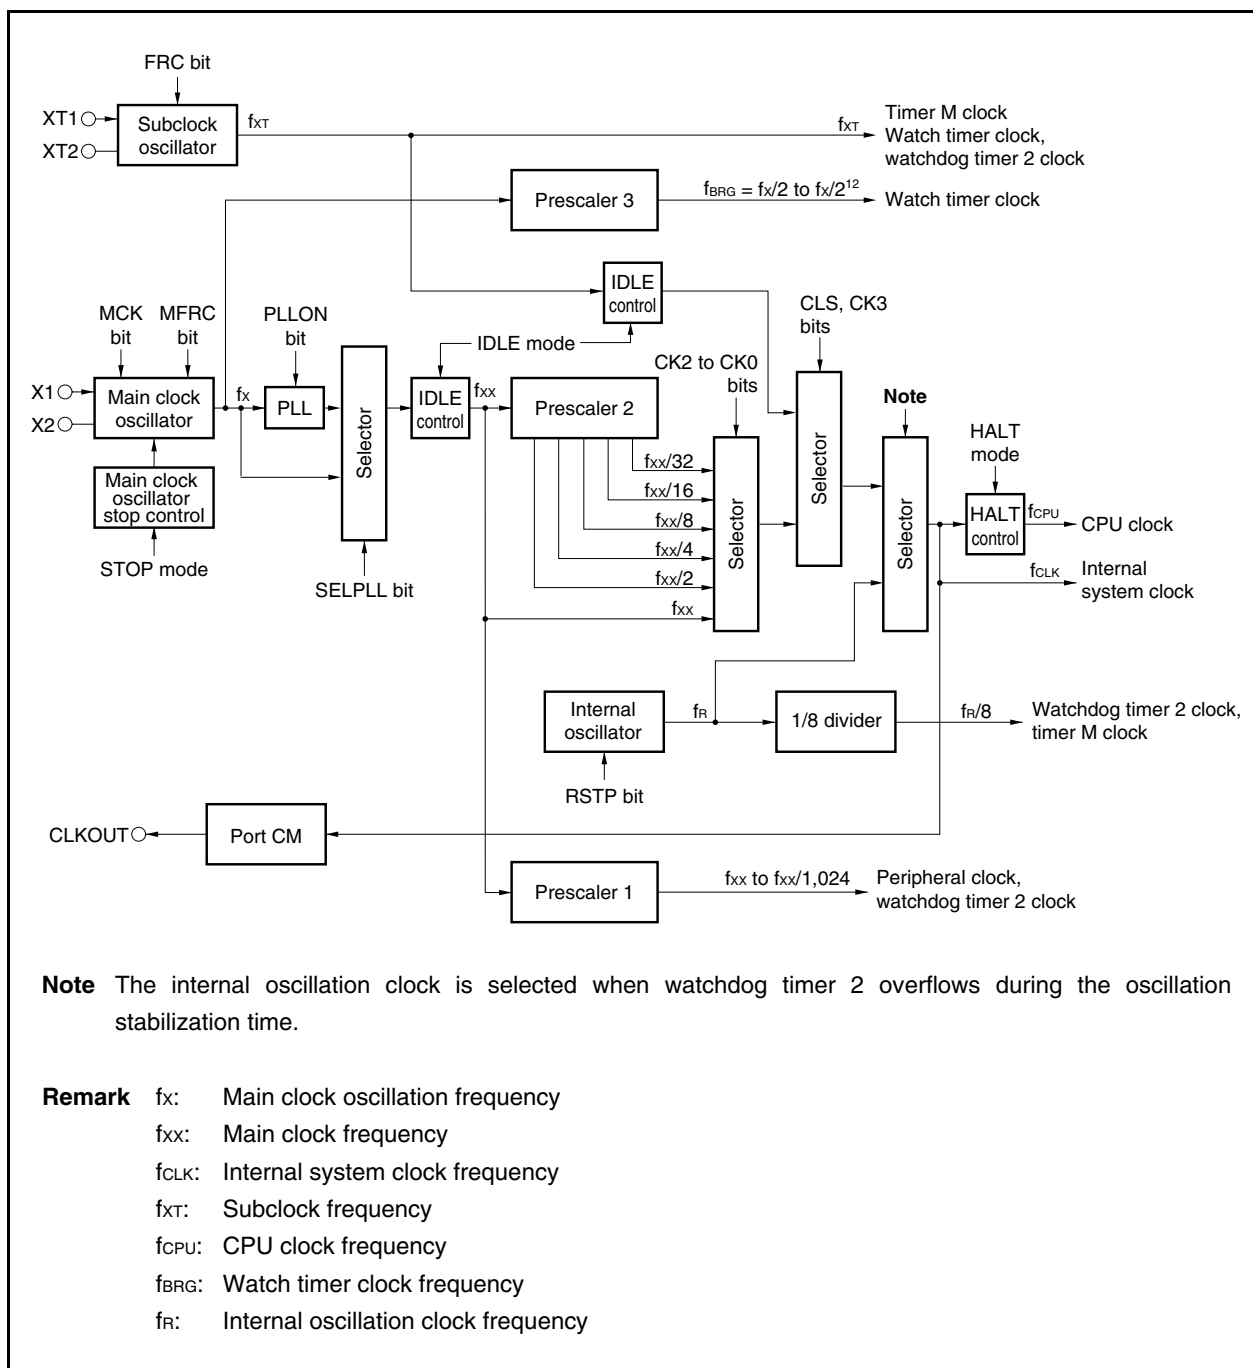 FRC bit
XT1
XT2
Subclock
oscillator
fXT
fXT
Timer M clock
Watch timer clock,
watchdog timer 2 clock
Prescaler 3
fBRG = fX/2 to fX/2¹²
Watch timer clock
IDLE
control
MCK
bit
MFRC
bit
PLLON
bit
IDLE mode
CLS, CK3
bits
CK2 to CK0
bits
X1
X2
Main clock
oscillator
fX
PLL
Selector
IDLE
control
fXX
Prescaler 2
Note
HALT
mode
Main clock
oscillator
stop control
STOP mode
SELPLL bit
fXX/32
fXX/16
fXX/8
fXX/4
fXX/2
fXX
Selector
Selector
Selector
HALT
control
fCPU
CPU clock
fCLK
Internal
system clock
Internal
oscillator
fR
1/8 divider
fR/8
Watchdog timer 2 clock,
timer M clock
RSTP bit
CLKOUT
Port CM
Prescaler 1
fXX to fXX/1,024
Peripheral clock,
watchdog timer 2 clock
Note The internal oscillation clock is selected when watchdog timer 2 overflows during the oscillation
stabilization time.
Remark fX: Main clock oscillation frequency
fXX: Main clock frequency
fCLK: Internal system clock frequency
fXT: Subclock frequency
fCPU: CPU clock frequency
fBRG: Watch timer clock frequency
fR: Internal oscillation clock frequency